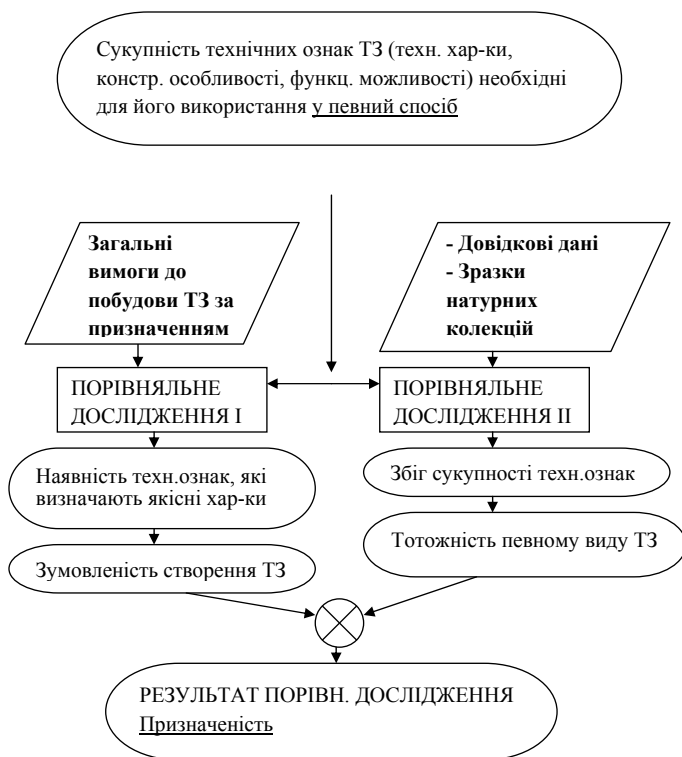 Сукупність технічних ознак ТЗ (техн. хар-ки,
констр. особливості, функц. можливості) необхідні
для його використання у певний спосіб
Загальні
вимоги до
побудови ТЗ за
призначенням
- Довідкові дані
- Зразки
натурних
колекцій
ПОРІВНЯЛЬНЕ
ДОСЛІДЖЕННЯ І
ПОРІВНЯЛЬНЕ
ДОСЛІДЖЕННЯ ІІ
Наявність техн.ознак, які
визначають якісні хар-ки
Збіг сукупності техн.ознак
Зумовленість створення ТЗ
Тотожність певному виду ТЗ
РЕЗУЛЬТАТ ПОРІВН. ДОСЛІДЖЕННЯ
Призначеність